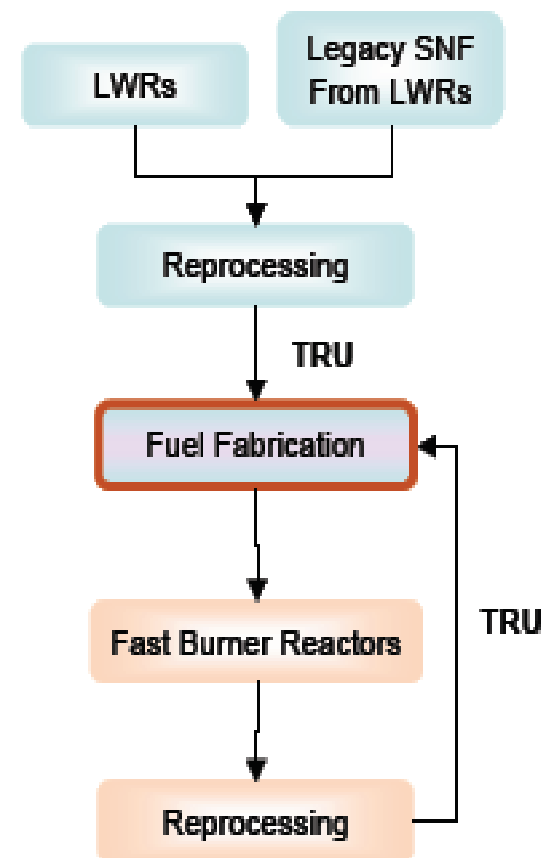 LWRs
Legacy SNF
From LWRs
Reprocessing
TRU
Fuel Fabrication
Fast Burner Reactors
TRU
Reprocessing